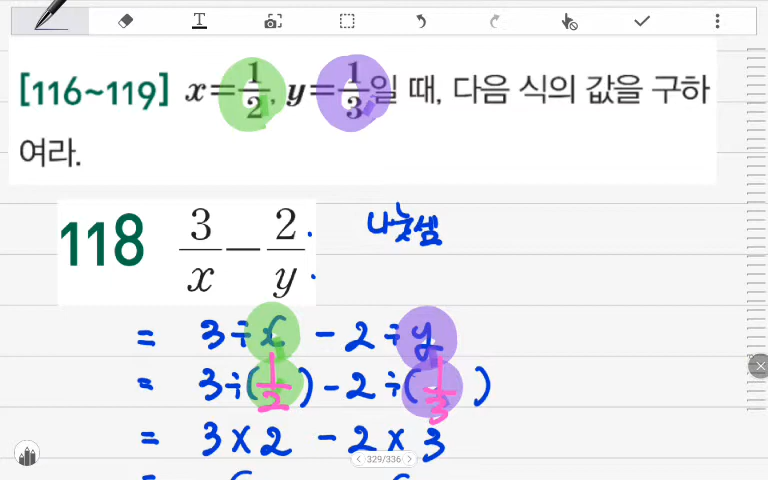 [116~119] x=1/2, y=1/3일 때, 다음 식의 값을 구하
여라.
118 3/x - 2/y 나눗셈
= 3÷x - 2÷y
= 3÷(1/2) - 2÷(1/3)
= 3×2 - 2×3
329/336
=